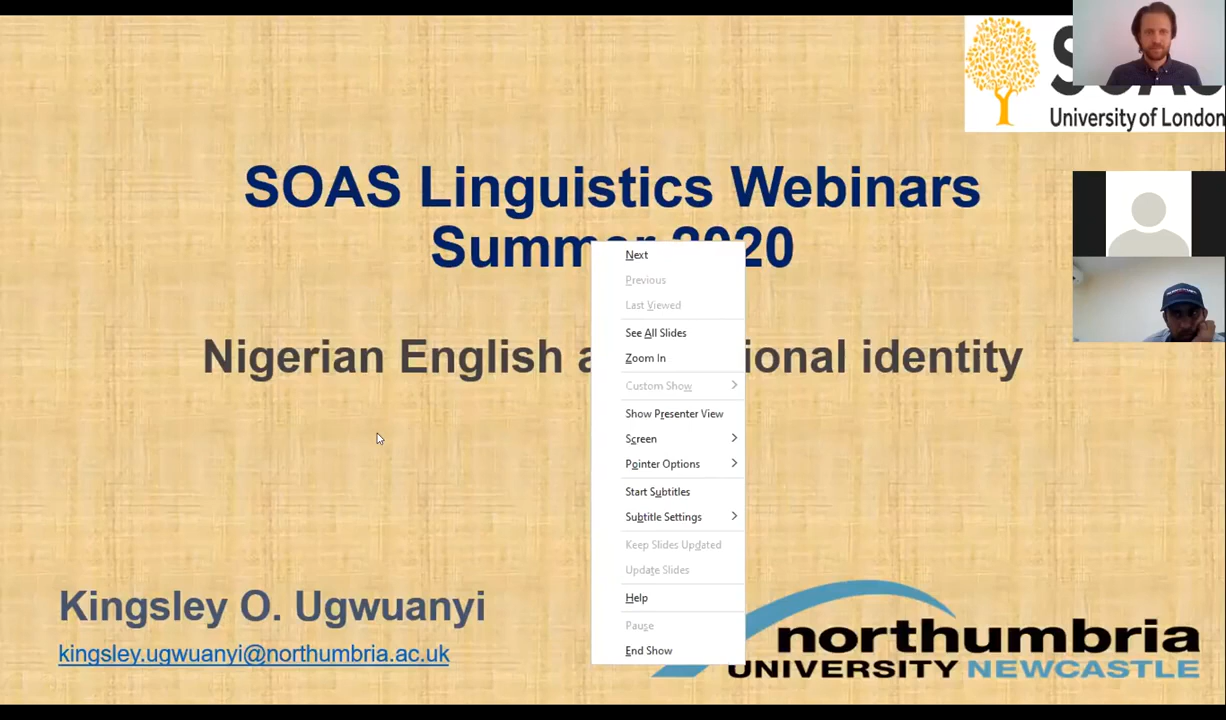 University of London
SOAS Linguistics Webinars
Summer 2020
Nigerian English a ional identity
Next
Previous
Last Viewed
See All Slides
Zoom In
Custom Show
Show Presenter View
Screen
Pointer Options
Start Subtitles
Subtitle Settings
Keep Slides Updated
Update Slides
Help
Pause
End Show
Kingsley O. Ugwuanyi
kingsley.ugwuanyi@northumbria.ac.uk
northumbria
UNIVERSITY NEWCASTLE